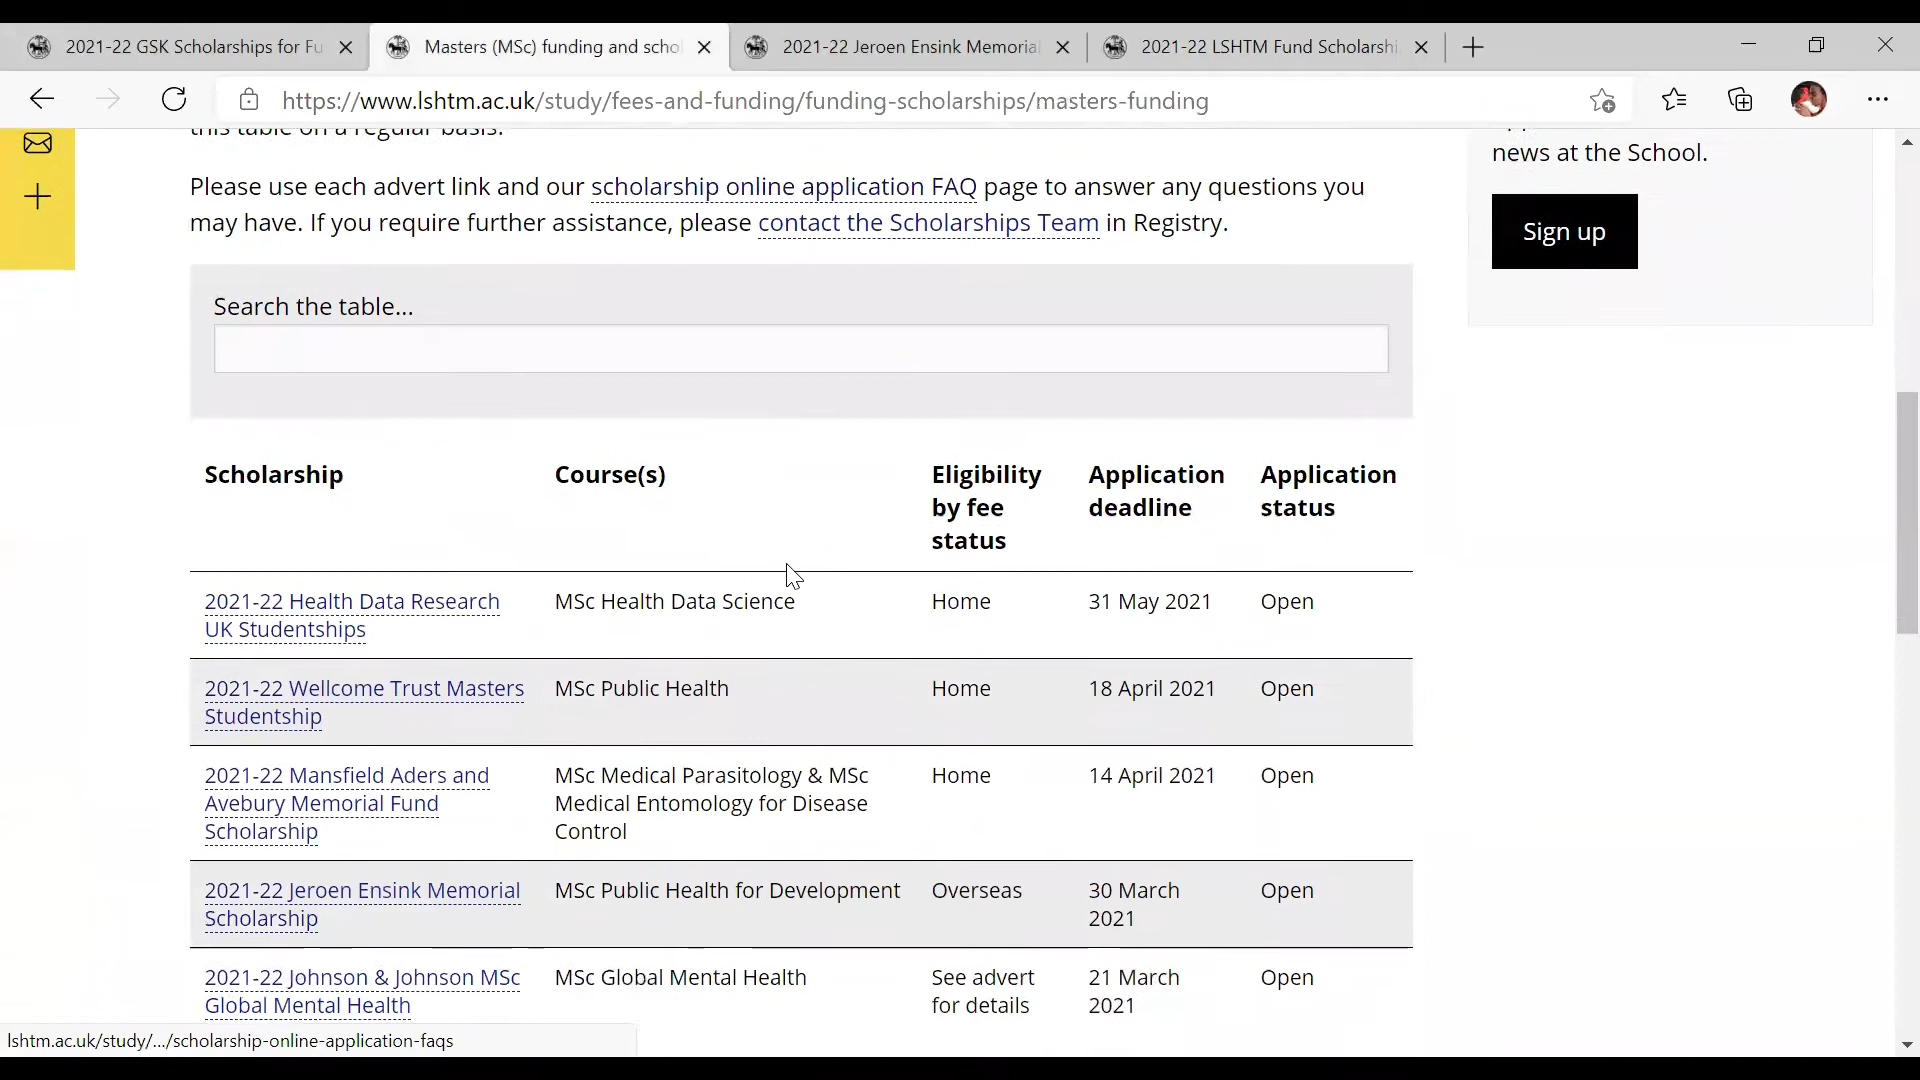 2021-22 GSK Scholarships for Fu
Masters (MSc) funding and scho
2021-22 Jeroen Ensink Memoria
2021-22 LSHTM Fund Scholarshi
https://www.lshtm.ac.uk/study/fees-and-funding/funding-scholarships/masters-funding
this table on a regular basis.
news at the School.
Please use each advert link and our scholarship online application FAQ page to answer any questions you
may have. If you require further assistance, please contact the Scholarships Team in Registry.
Sign up
Search the table...
Scholarship
Course(s)
Eligibility
by fee
status
Application
deadline
Application
status
2021-22 Health Data Research
UK Studentships
MSc Health Data Science
Home
31 May 2021
Open
2021-22 Wellcome Trust Masters
Studentship
MSc Public Health
Home
18 April 2021
Open
2021-22 Mansfield Aders and
Avebury Memorial Fund
Scholarship
MSc Medical Parasitology & MSc
Medical Entomology for Disease
Control
Home
14 April 2021
Open
2021-22 Jeroen Ensink Memorial
Scholarship
MSc Public Health for Development
Overseas
30 March
2021
Open
2021-22 Johnson & Johnson MSc
Global Mental Health
MSc Global Mental Health
See advert
for details
21 March
2021
Open
lshtm.ac.uk/study/.../scholarship-online-application-faqs